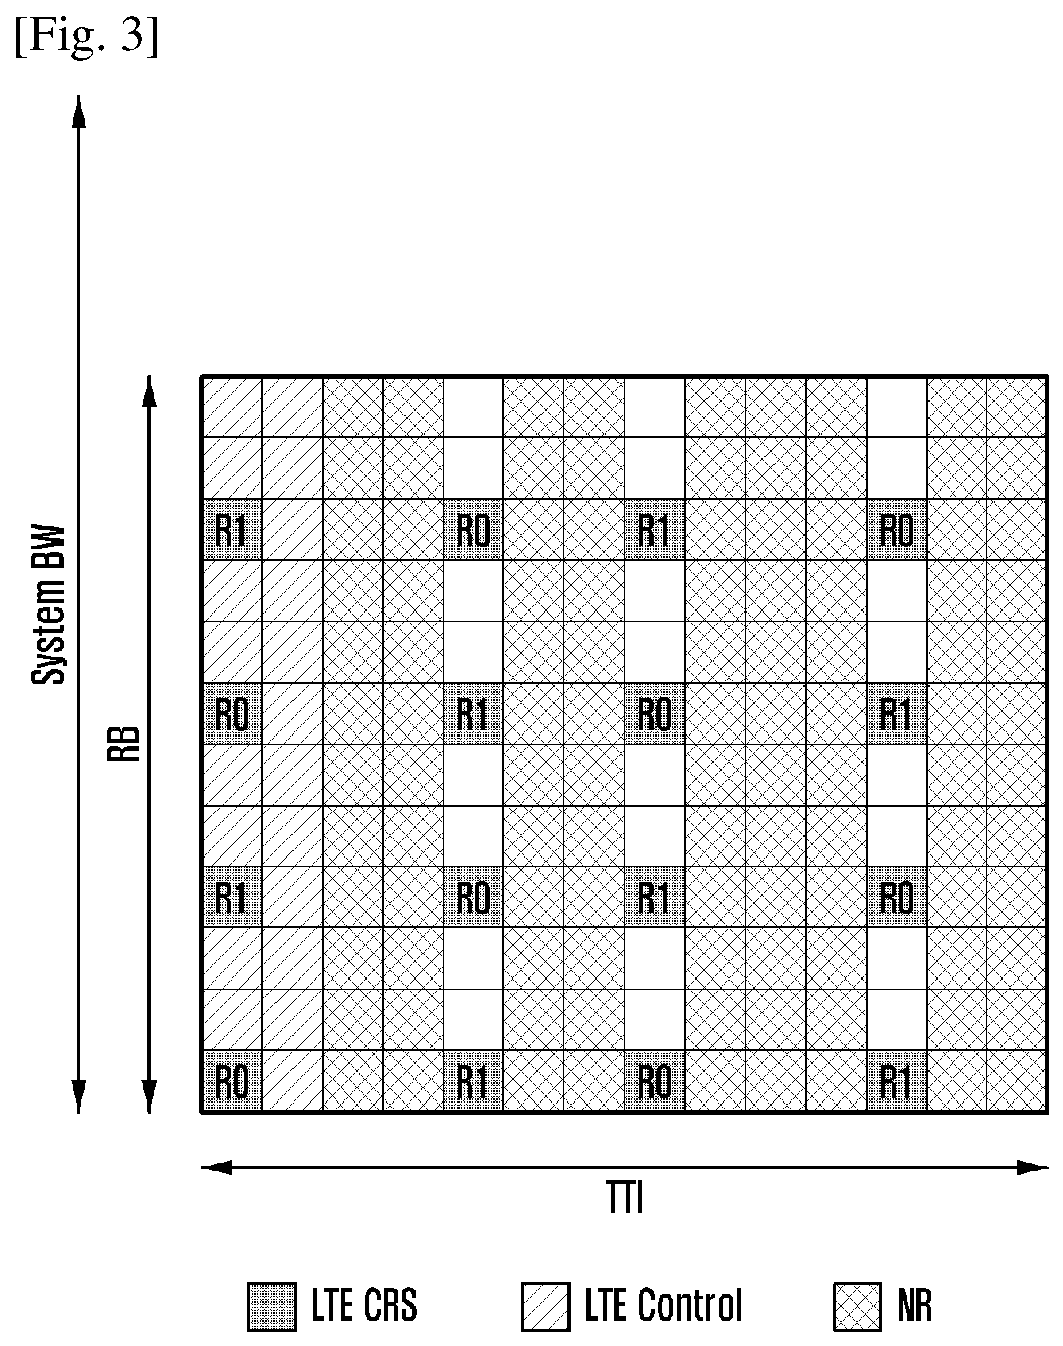 [Fig. 3]
System BW
RB
R1 R0 R1 R0
R0 R1 R0 R1
R1 R0 R1 R0
R0 R1 R0 R1
TTI
LTE CRS LTE Control NR